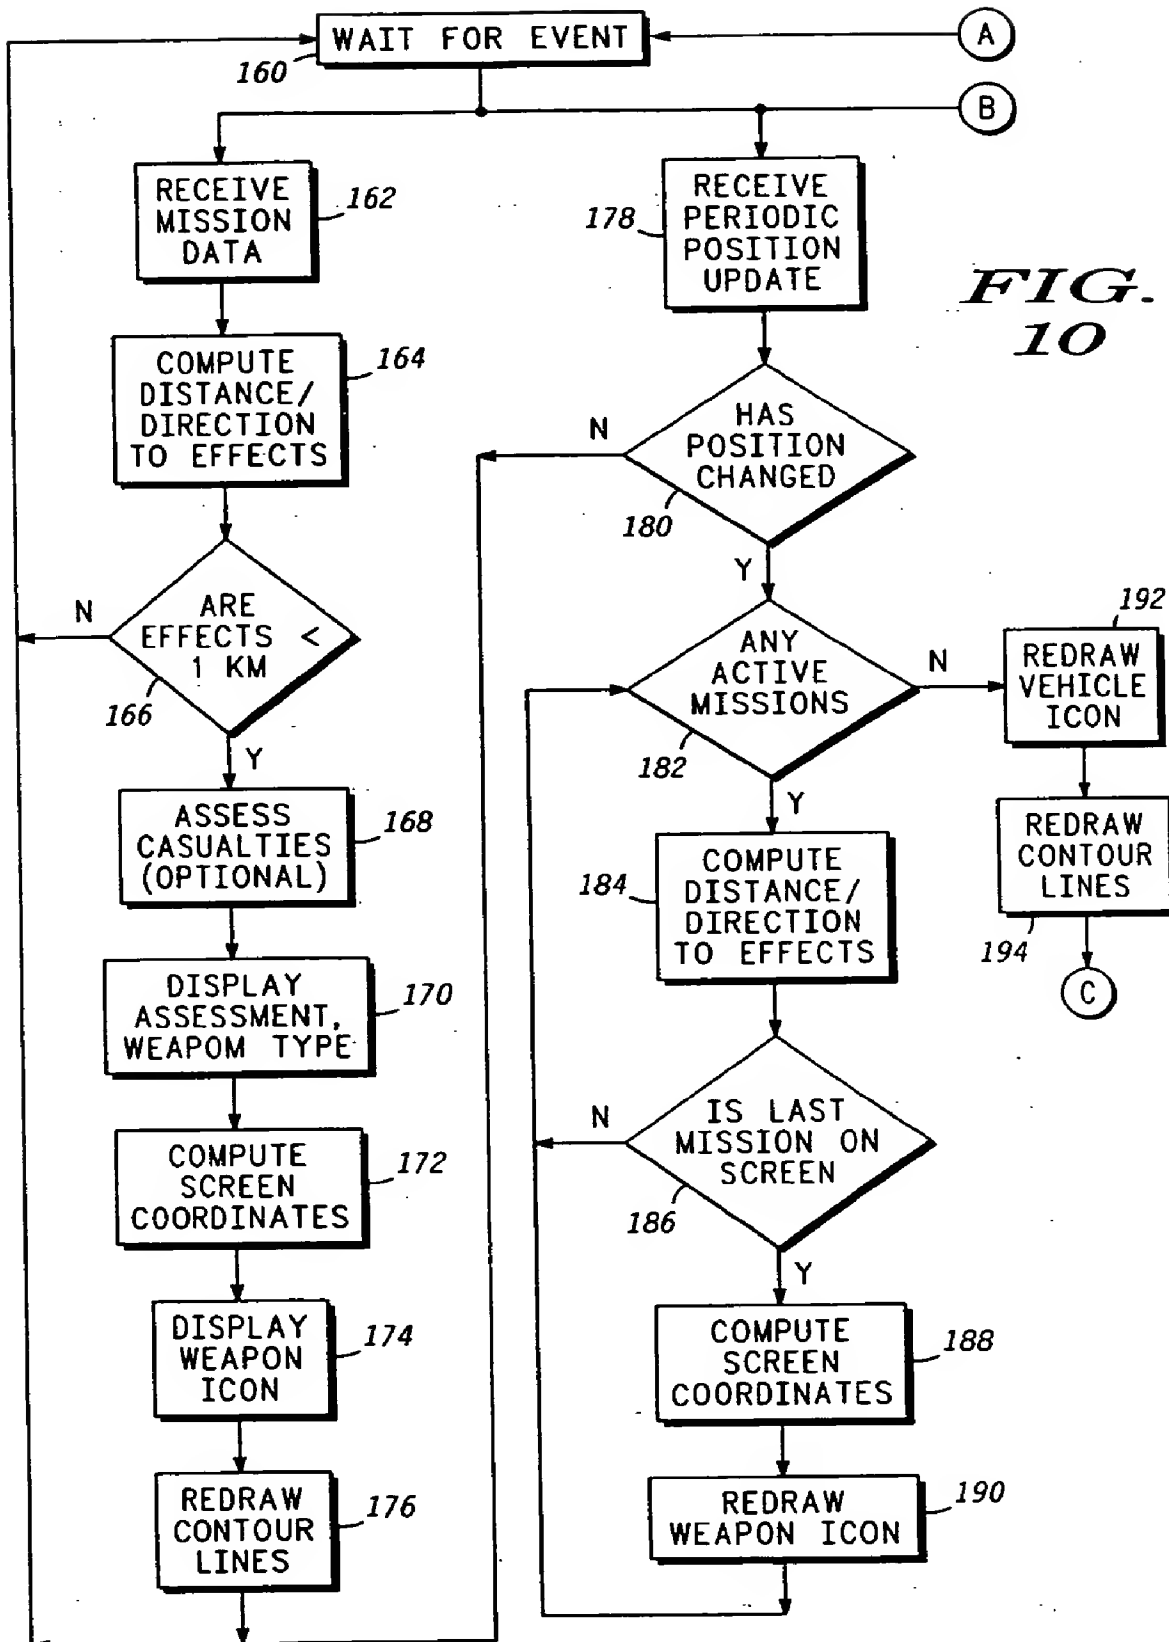 WAIT FOR EVENT
160
A
B
RECEIVE
MISSION
DATA
162
COMPUTE
DISTANCE/
DIRECTION
TO EFFECTS
164
ARE
EFFECTS <
1 KM
166
N
Y
ASSESS
CASUALTIES
(OPTIONAL)
168
DISPLAY
ASSESSMENT,
WEAPOM TYPE
170
COMPUTE
SCREEN
COORDINATES
172
DISPLAY
WEAPON
ICON
174
REDRAW
CONTOUR
LINES
176
RECEIVE
PERIODIC
POSITION
UPDATE
178
FIG.
10
HAS
POSITION
CHANGED
180
N
Y
ANY
ACTIVE
MISSIONS
182
N
Y
REDRAW
VEHICLE
ICON
192
REDRAW
CONTOUR
LINES
194
C
COMPUTE
DISTANCE/
DIRECTION
TO EFFECTS
184
IS LAST
MISSION ON
SCREEN
186
N
Y
COMPUTE
SCREEN
COORDINATES
188
REDRAW
WEAPON ICON
190